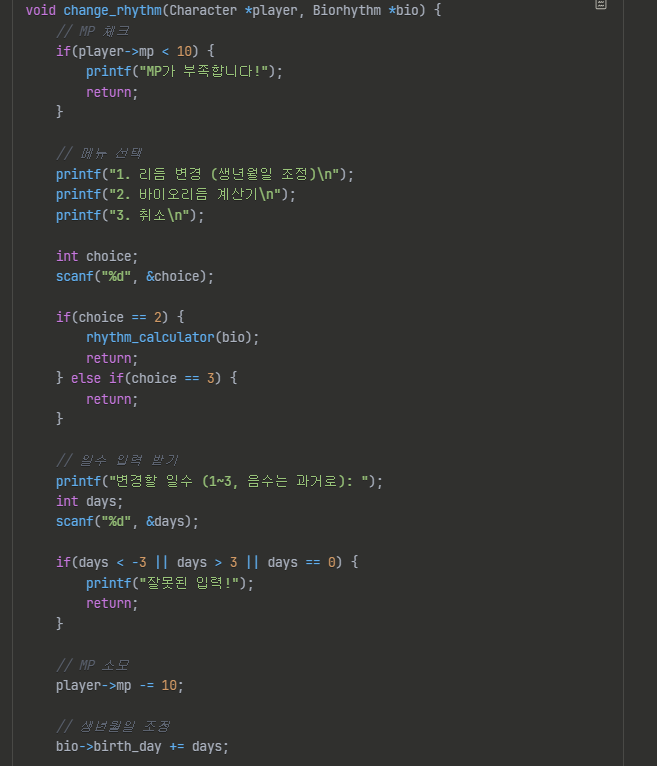 void change_rhythm(Character *player, Biorhythm *bio) {
// MP 체크
if(player->mp < 10) {
printf("MP가 부족합니다!");
return;
}
// 메뉴 선택
printf("1. 리듬 변경 (생년월일 조정)\n");
printf("2. 바이오리듬 계산기\n");
printf("3. 취소\n");
int choice;
scanf("%d", &choice);
if(choice == 2) {
rhythm_calculator(bio);
return;
} else if(choice == 3) {
return;
}
// 일수 입력 받기
printf("변경할 일수 (1~3, 음수는 과거로): ");
int days;
scanf("%d", &days);
if(days < -3 || days > 3 || days == 0) {
printf("잘못된 입력!");
return;
}
// MP 소모
player->mp -= 10;
// 생년월일 조정
bio->birth_day += days;